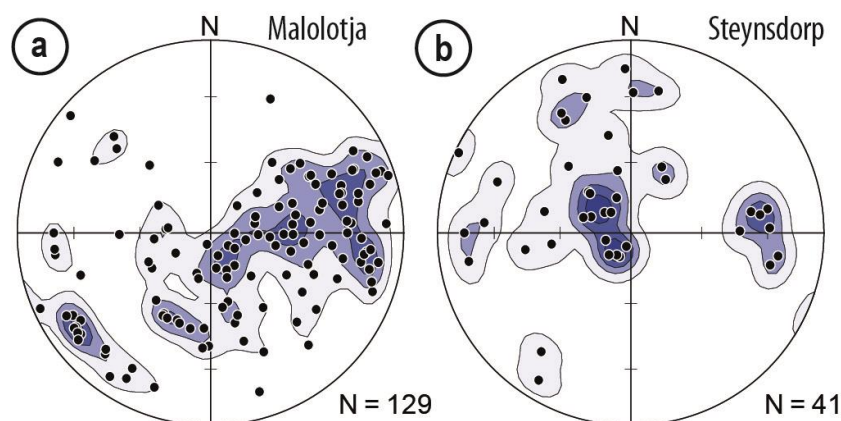 a
N
Malolotja
N = 129
b
N
Steynsdorp
N = 41